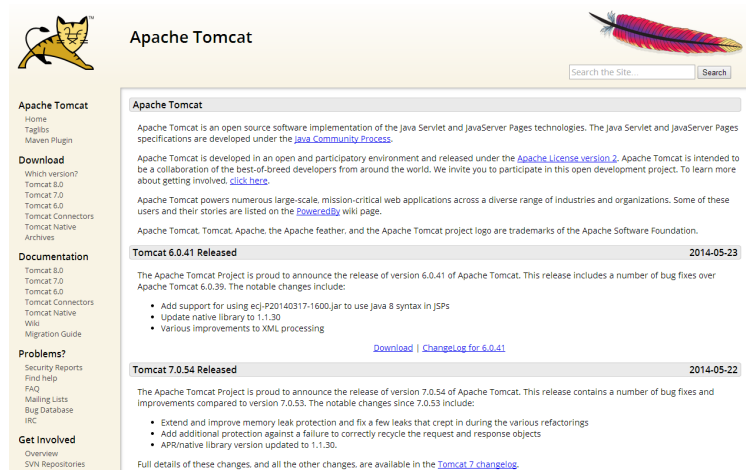 Apache Tomcat
Search the Site...
Search
Apache Tomcat
Home
Taglibs
Maven Plugin
Download
Which version?
Tomcat 8.0
Tomcat 7.0
Tomcat 6.0
Tomcat Connectors
Tomcat Native
Archives
Documentation
Tomcat 8.0
Tomcat 7.0
Tomcat 6.0
Tomcat Connectors
Tomcat Native
Wiki
Migration Guide
Problems?
Security Reports
Find help
FAQ
Mailing Lists
Bug Database
IRC
Get Involved
Overview
SVN Repositories
Apache Tomcat
Apache Tomcat is an open source software implementation of the Java Servlet and JavaServer Pages technologies. The Java Servlet and JavaServer Pages
specifications are developed under the Java Community Process.
Apache Tomcat is developed in an open and participatory environment and released under the Apache License version 2. Apache Tomcat is intended to
be a collaboration of the best-of-breed developers from around the world. We invite you to participate in this open development project. To learn more
about getting involved, click here.
Apache Tomcat powers numerous large-scale, mission-critical web applications across a diverse range of industries and organizations. Some of these
users and their stories are listed on the PoweredBy wiki page.
Apache Tomcat, Tomcat, Apache, the Apache feather, and the Apache Tomcat project logo are trademarks of the Apache Software Foundation.
Tomcat 6.0.41 Released 2014-05-23
The Apache Tomcat Project is proud to announce the release of version 6.0.41 of Apache Tomcat. This release includes a number of bug fixes over
Apache Tomcat 6.0.39. The notable changes include:
• Add support for using ecj-P20140317-1600.jar to use Java 8 syntax in JSPs
• Update native library to 1.1.30
• Various improvements to XML processing
Download | ChangeLog for 6.0.41
Tomcat 7.0.54 Released 2014-05-22
The Apache Tomcat Project is proud to announce the release of version 7.0.54 of Apache Tomcat. This release contains a number of bug fixes and
improvements compared to version 7.0.53. The notable changes since 7.0.53 include:
• Extend and improve memory leak protection and fix a few leaks that crept in during the various refactorings
• Add additional protection against a failure to correctly recycle the request and response objects
• APR/native library version updated to 1.1.30.
Full details of these changes, and all the other changes, are available in the Tomcat 7 changelog.